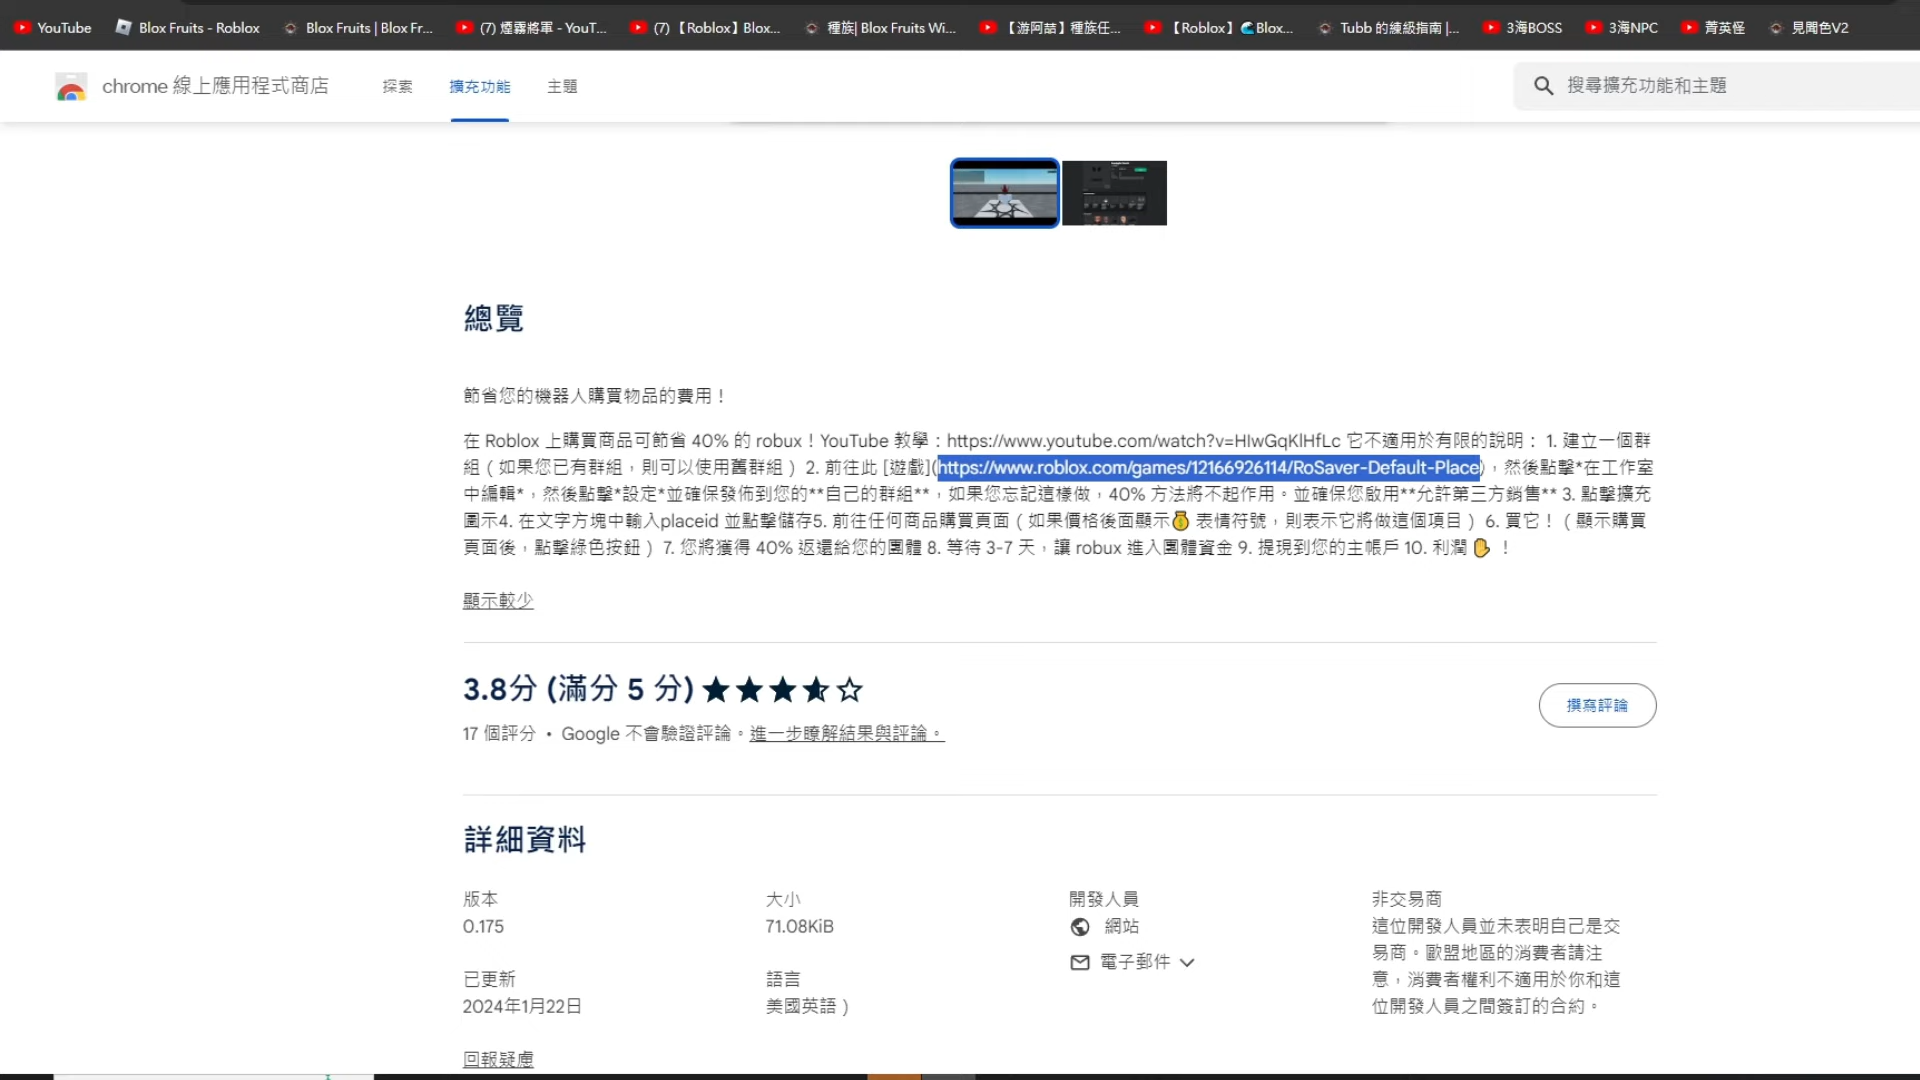 YouTube
Blox Fruits - Roblox
Blox Fruits | Blox Fr...
(7) 煙霧將軍 - YouT...
(7) 【Roblox】Blox...
種族| Blox Fruits Wi...
【游阿喆】種族任...
【Roblox】🌊Blox...
Tubb 的練級指南 |...
3海BOSS
3海NPC
菁英怪
見聞色V2
chrome 線上應用程式商店
探索
擴充功能
主題
搜尋擴充功能和主題
總覽
節省您的機器人購買物品的費用！
在 Roblox 上購買商品可節省 40% 的 robux！YouTube 教學：https://www.youtube.com/watch?v=HIwGqKlHfLc 它不適用於有限的說明： 1. 建立一個群
組（如果您已有群組，則可以使用舊群組） 2. 前往此 [遊戲](https://www.roblox.com/games/12166926114/RoSaver-Default-Place)，然後點擊*在工作室
中編輯*，然後點擊*設定*並確保發佈到您的**自己的群組**，如果您忘記這樣做，40% 方法將不起作用。並確保您啟用**允許第三方銷售** 3. 點擊擴充
圖示4. 在文字方塊中輸入placeid 並點擊儲存5. 前往任何商品購買頁面（如果價格後面顯示💰 表情符號，則表示它將做這個項目） 6. 買它！（顯示購買
頁面後，點擊綠色按鈕） 7. 您將獲得 40% 返還給您的團體 8. 等待 3-7 天，讓 robux 進入團體資金 9. 提現到您的主帳戶 10. 利潤 ✋ ！
顯示較少
3.8分 (滿分 5 分)
撰寫評論
17 個評分 • Google 不會驗證評論。進一步瞭解結果與評論。
詳細資料
版本
0.175
大小
71.08KiB
開發人員
網站
電子郵件
非交易商
這位開發人員並未表明自己是交
易商。歐盟地區的消費者請注
意，消費者權利不適用於你和這
位開發人員之間簽訂的合約。
已更新
2024年1月22日
語言
美國英語 )
回報疑慮